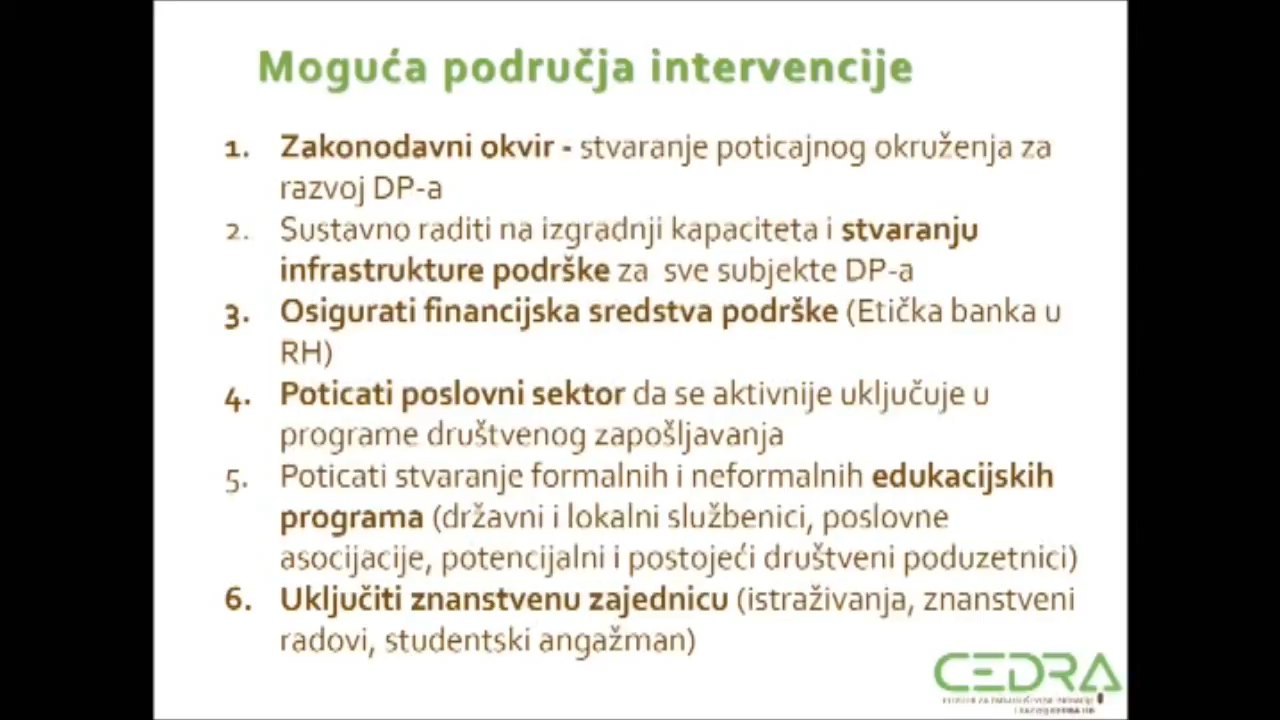 Moguća područja intervencije
1. Zakonodavni okvir - stvaranje poticajnog okruženja za
razvoj DP-a
2. Sustavno raditi na izgradnji kapaciteta i stvaranju
infrastrukture podrške za sve subjekte DP-a
3. Osigurati financijska sredstva podrške (Etička banka u
RH)
4. Poticati poslovni sektor da se aktivnije uključuje u
programe društvenog zapošljavanja
5. Poticati stvaranje formalnih i neformalnih edukacijskih
programa (državni i lokalni službenici, poslovne
asocijacije, potencijalni i postojeći društveni poduzetnici)
6. Uključiti znanstvenu zajednicu (istraživanja, znanstveni
radovi, studentski angažman)
CEDRA